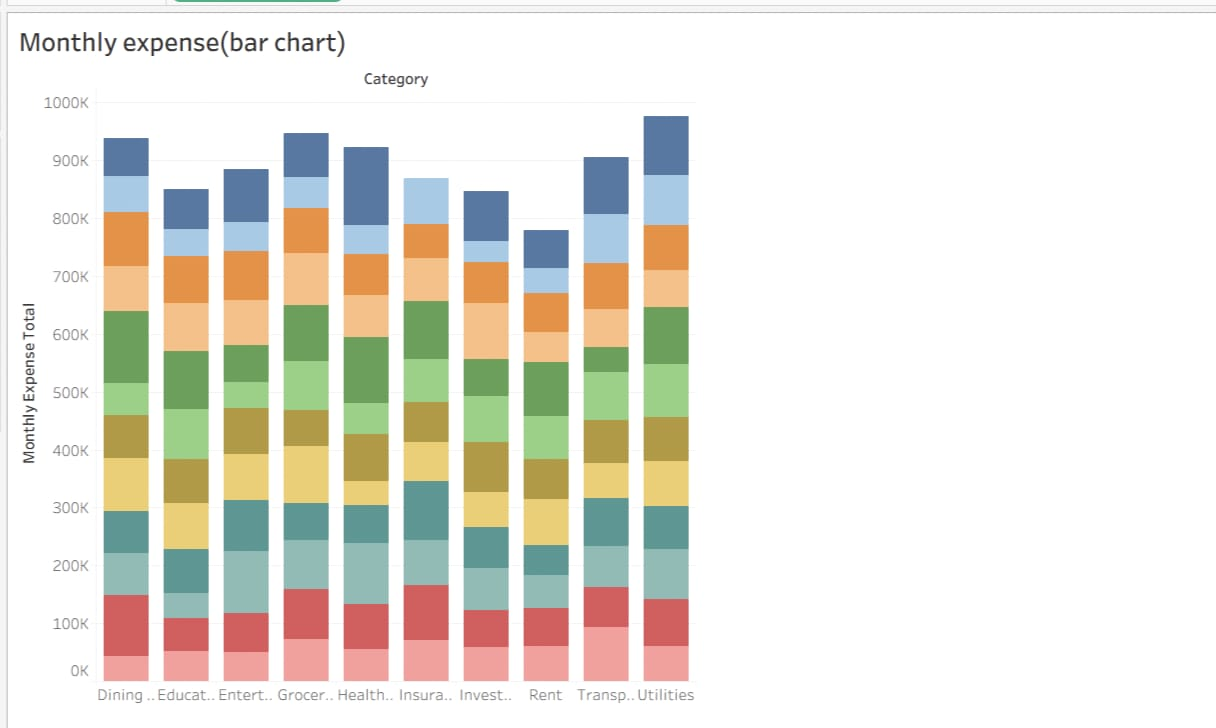 Monthly expense(bar chart)
Category
Monthly Expense Total
1000K
900K
800K
700K
600K
500K
400K
300K
200K
100K
0K
Dining .. Educat.. Entert.. Grocer.. Health.. Insura.. Invest.. Rent Transp.. Utilities